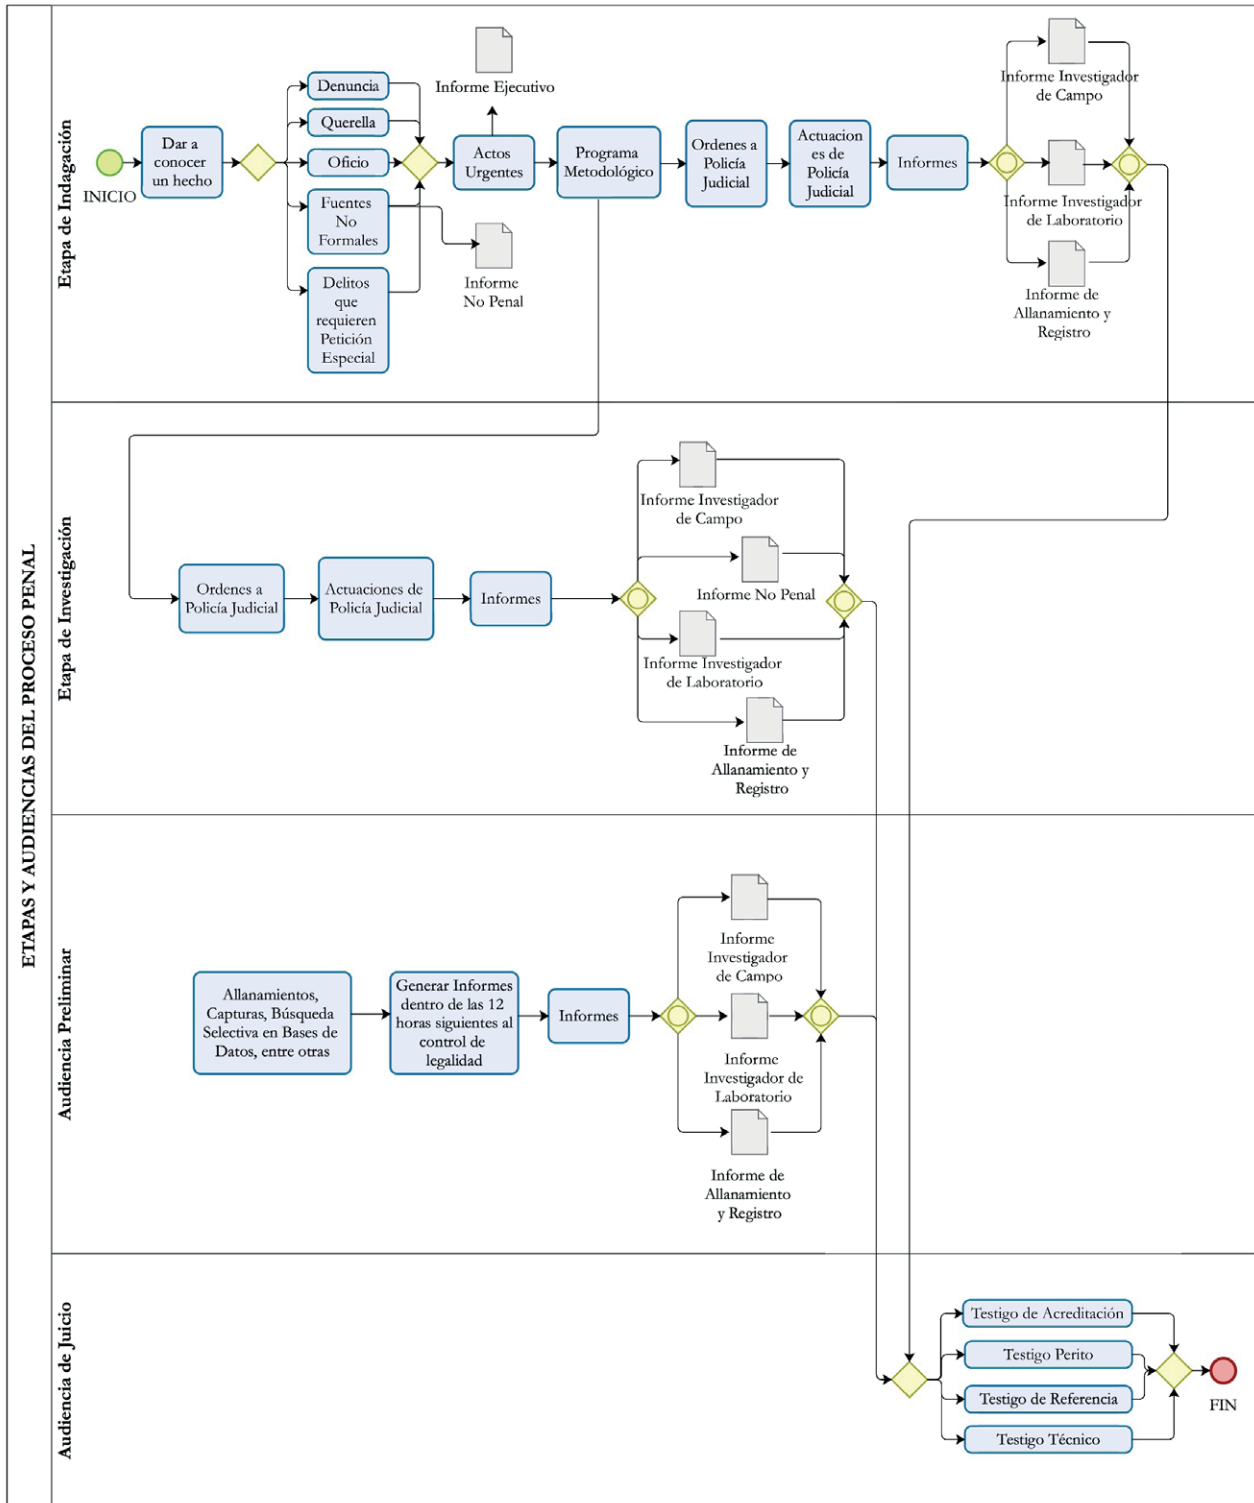 ETAPAS Y AUDIENCIAS DEL PROCESO PENAL
Etapa de Indagación
INICIO
Dar a
conocer
un hecho
Denuncia
Querella
Oficio
Fuentes
No
Formales
Delitos
que
requieren
Petición
Especial
Informe Ejecutivo
Actos
Urgentes
Informe
No Penal
Programa
Metodológico
Ordenes a
Policía
Judicial
Actuacion
es de
Policía
Judicial
Informes
Informe Investigador
de Campo
Informe Investigador
de Laboratorio
Informe de
Allanamiento y
Registro
Etapa de Investigación
Ordenes a
Policía Judicial
Actuaciones de
Policía Judicial
Informes
Informe Investigador
de Campo
Informe No Penal
Informe Investigador
de Laboratorio
Informe de
Allanamiento y
Registro
Audiencia Preliminar
Allanamientos,
Capturas, Búsqueda
Selectiva en Bases de
Datos, entre otras
Generar Informes
dentro de las 12
horas siguientes al
control de
legalidad
Informes
Informe
Investigador
de Campo
Informe
Investigador de
Laboratorio
Informe de
Allanamiento
y Registro
Audiencia de Juicio
Testigo de Acreditación
Testigo Perito
Testigo de Referencia
Testigo Técnico
FIN